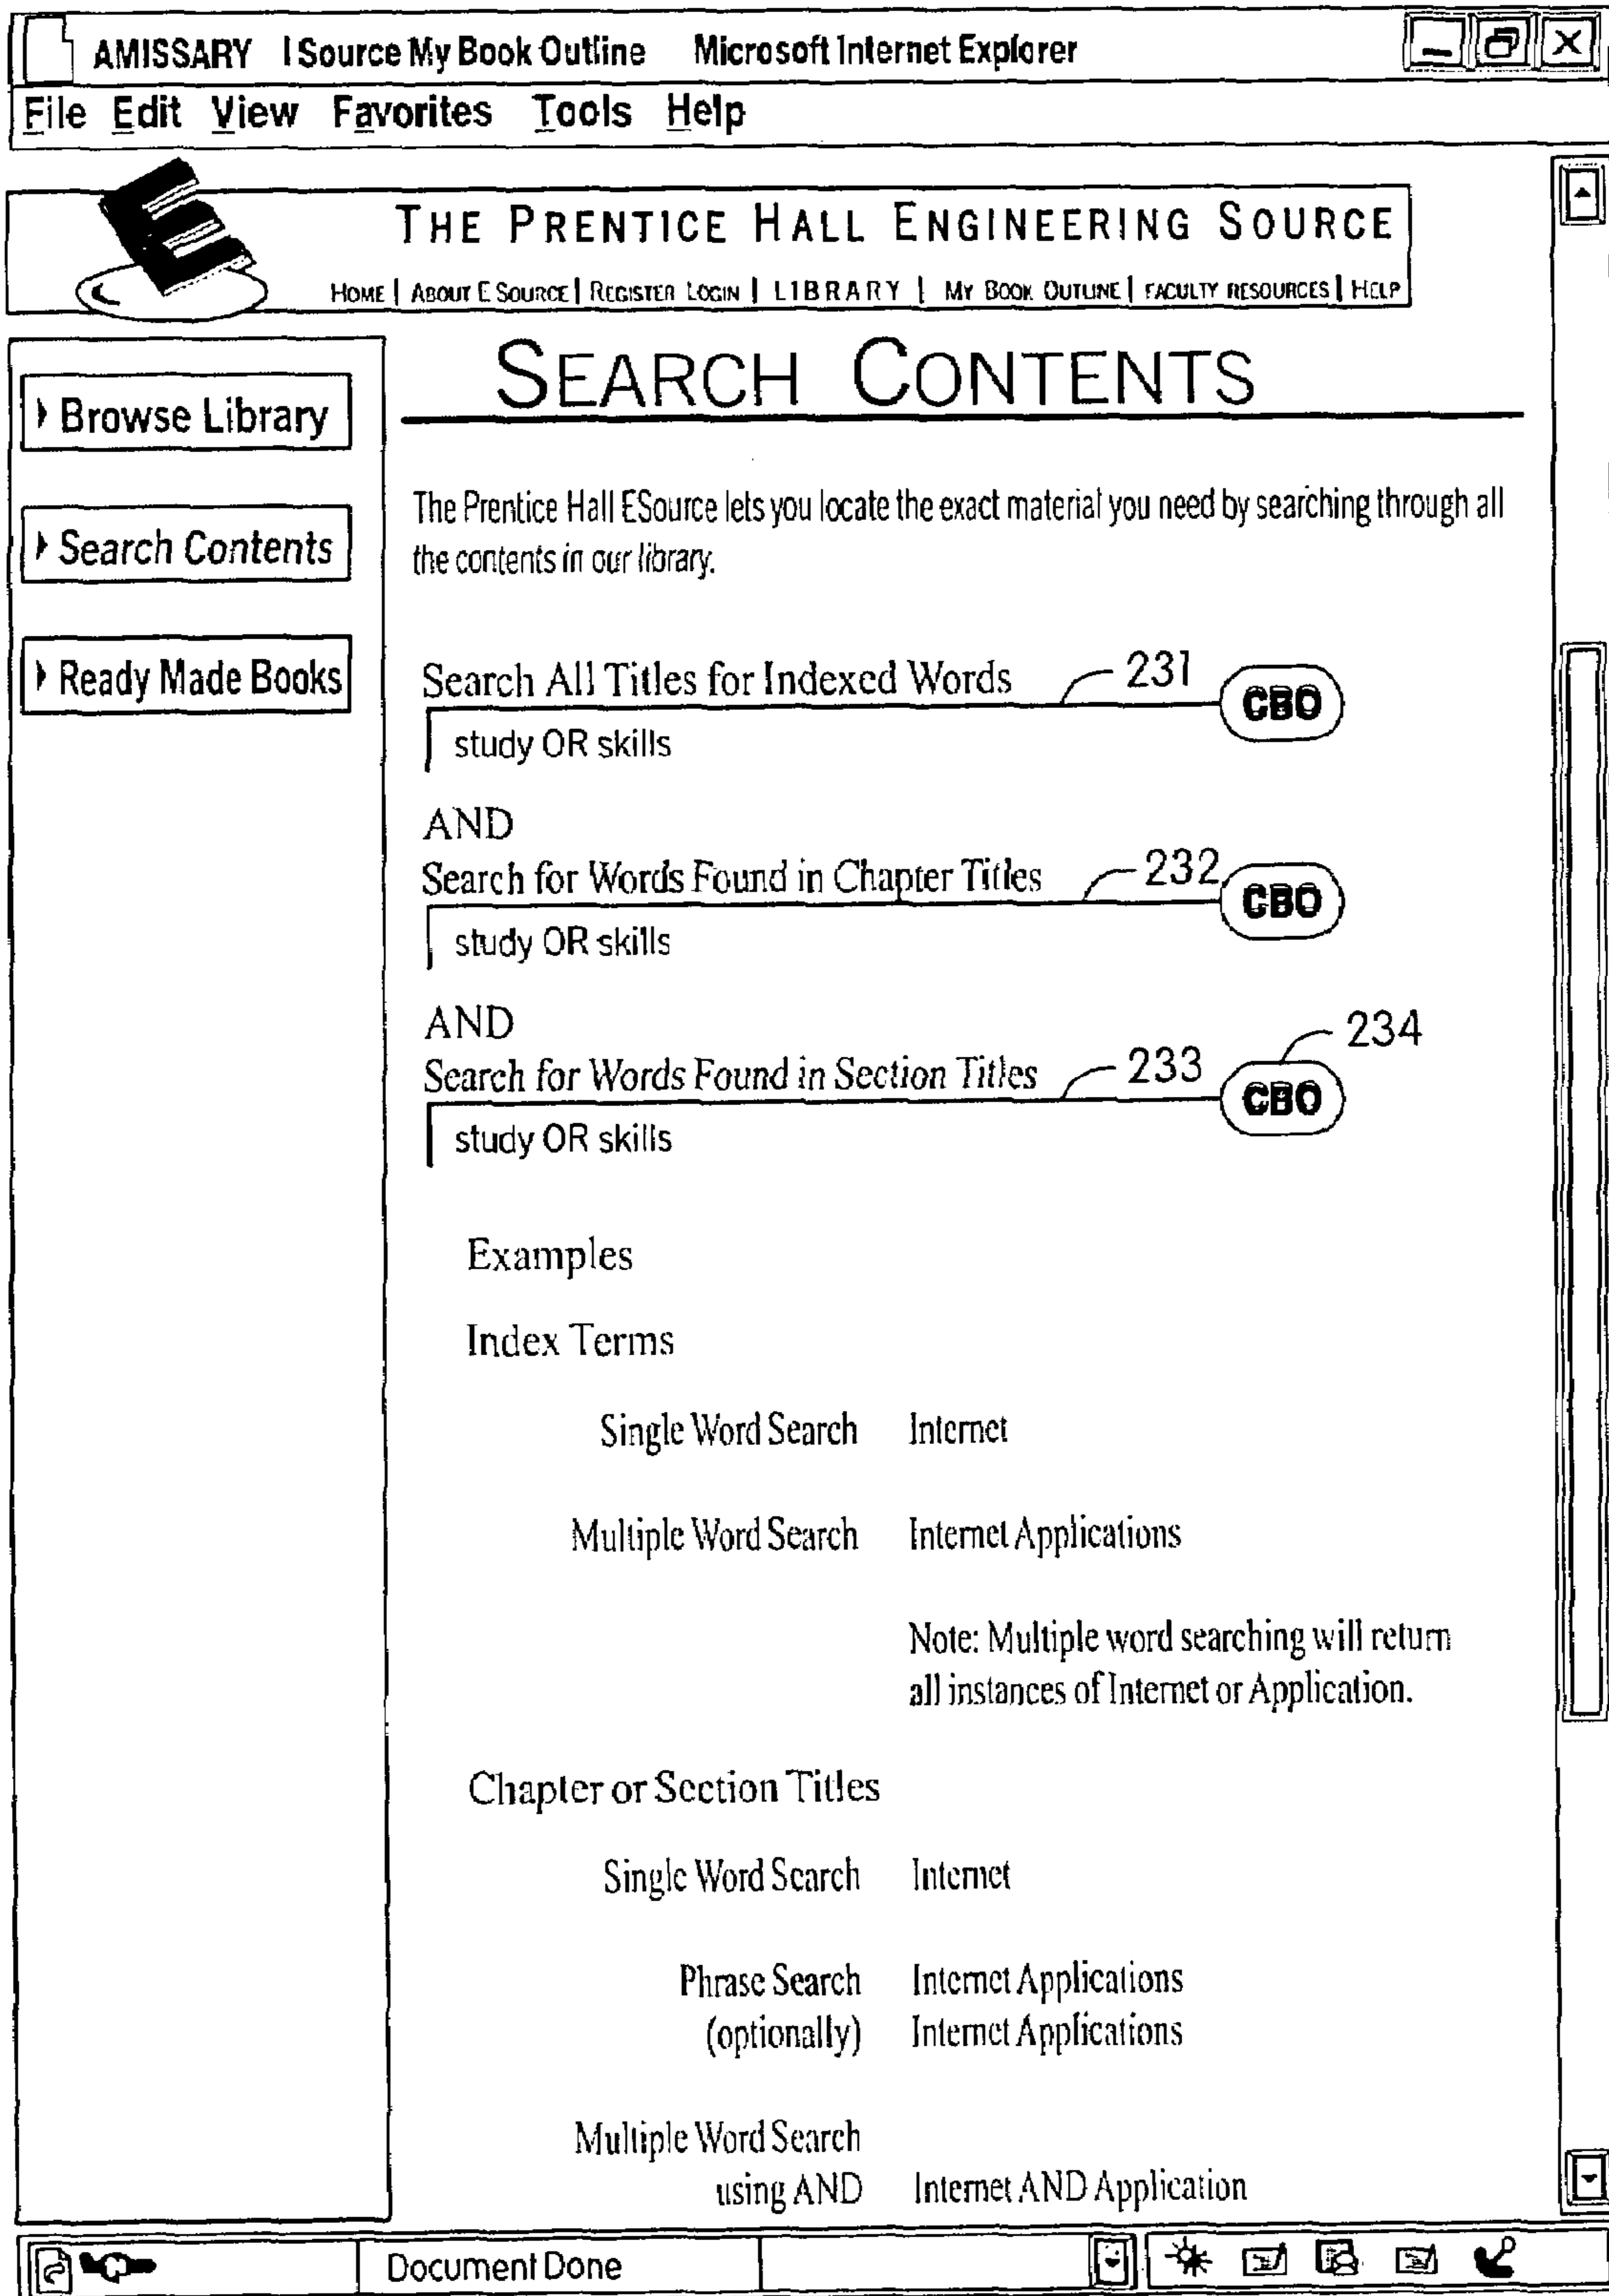 AMISSARY I Source My Book Outline Microsoft Internet Explorer
File Edit View Favorites Tools Help
THE PRENTICE HALL ENGINEERING SOURCE
HOME | ABOUT E SOURCE | REGISTER LOGIN | LIBRARY | MY BOOK OUTLINE | FACULTY RESOURCES | HELP
Browse Library
Search Contents
Ready Made Books
SEARCH CONTENTS
The Prentice Hall ESource lets you locate the exact material you need by searching through all
the contents in our library.
Search All Titles for Indexed Words 231 CBO
study OR skills
AND
Search for Words Found in Chapter Titles 232 CBO
study OR skills
AND
234
Search for Words Found in Section Titles 233 CBO
study OR skills
Examples
Index Terms
Single Word Search Internet
Multiple Word Search Internet Applications
Note: Multiple word searching will return
all instances of Internet or Application.
Chapter or Section Titles
Single Word Search Internet
Phrase Search Internet Applications
(optionally) Internet Applications
Multiple Word Search
using AND Internet AND Application
Document Done